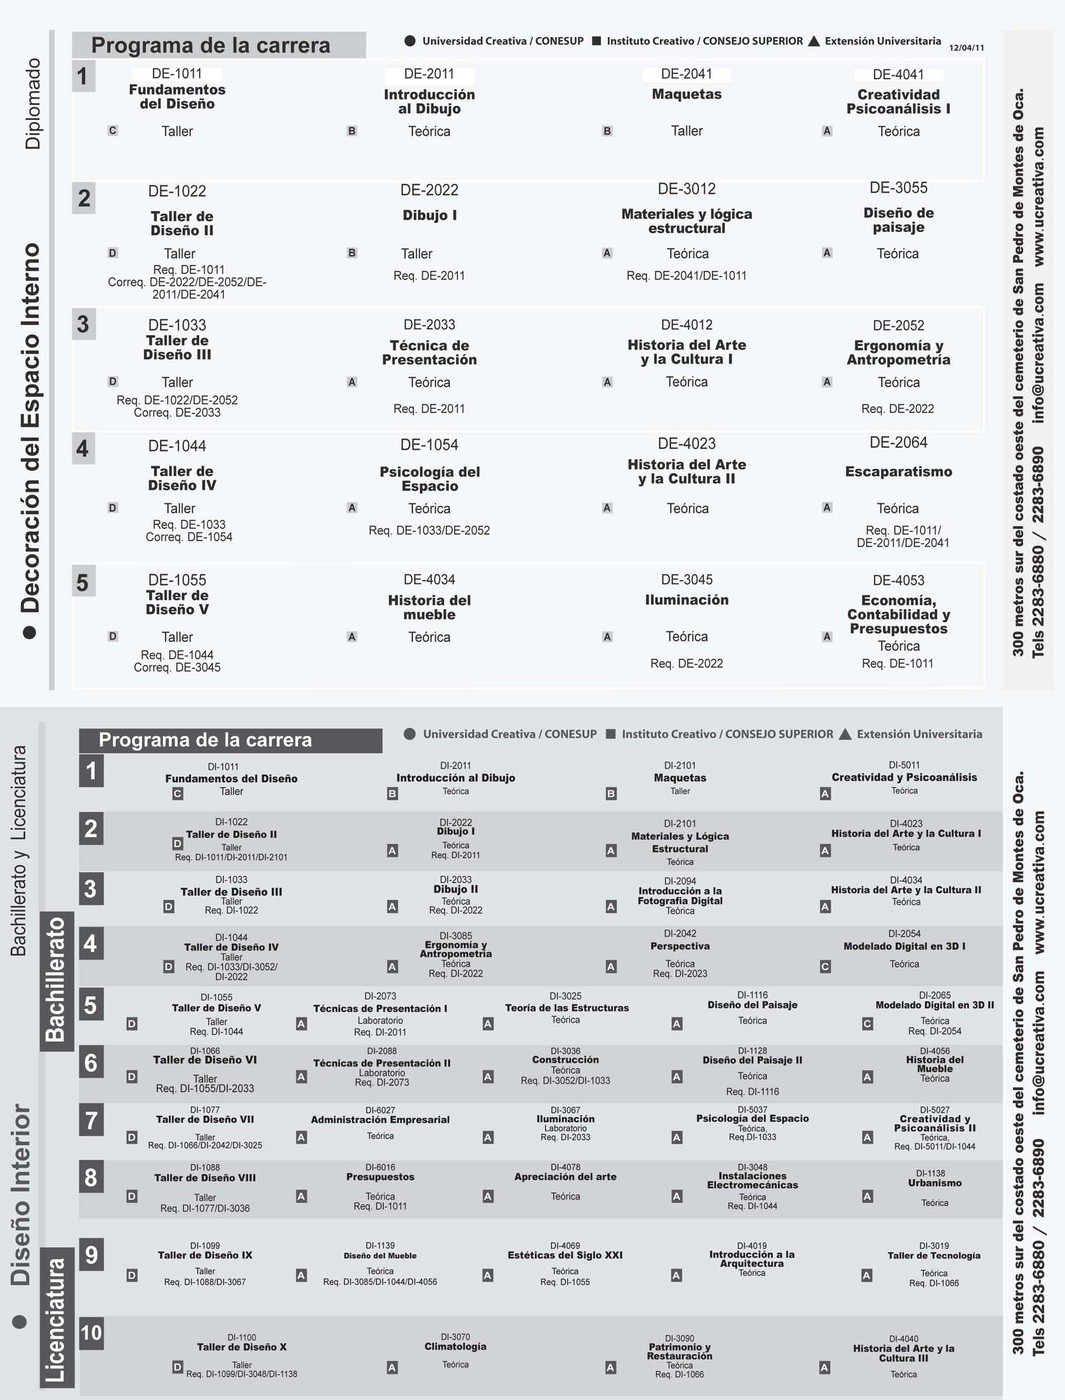 Diplomado
● Decoración del Espacio Interno
Programa de la carrera
● Universidad Creativa / CONESUP ■ Instituto Creativo / CONSEJO SUPERIOR ▲ Extensión Universitaria 12/04/11
1
DE-1011
Fundamentos
del Diseño
C Taller
DE-2011
Introducción
al Dibujo
B Teórica
DE-2041
Maquetas
B Taller
DE-4041
Creatividad
Psicoanálisis I
A Teórica
2
DE-1022
Taller de
Diseño II
D Taller
Req. DE-1011
Correq. DE-2022/DE-2052/DE-
2011/DE-2041
DE-2022
Dibujo I
B Taller
Req. DE-2011
DE-3012
Materiales y lógica
estructural
A Teórica
Req. DE-2041/DE-1011
DE-3055
Diseño de
paisaje
A Teórica
3
DE-1033
Taller de
Diseño III
D Taller
Req. DE-1022/DE-2052
Correq. DE-2033
DE-2033
Técnica de
Presentación
A Teórica
Req. DE-2011
DE-4012
Historia del Arte
y la Cultura I
A Teórica
DE-2052
Ergonomía y
Antropometría
A Teórica
Req. DE-2022
4
DE-1044
Taller de
Diseño IV
D Taller
Req. DE-1033
Correq. DE-1054
DE-1054
Psicología del
Espacio
A Teórica
Req. DE-1033/DE-2052
DE-4023
Historia del Arte
y la Cultura II
A Teórica
DE-2064
Escaparatismo
A Teórica
Req. DE-1011/
DE-2011/DE-2041
5
DE-1055
Taller de
Diseño V
D Taller
Req. DE-1044
Correq. DE-3045
DE-4034
Historia del
mueble
A Teórica
DE-3045
Iluminación
A Teórica
Req. DE-2022
DE-4053
Economía,
Contabilidad y
Presupuestos
A Teórica
Req. DE-1011
300 metros sur del costado oeste del cementerio de San Pedro de Montes de Oca.
Tels 2283-6880 / 2283-6890 info@ucreativa.com www.ucreativa.com
Bachillerato y Licenciatura
● Diseño Interior
Bachillerato
Licenciatura
Programa de la carrera
● Universidad Creativa / CONESUP ■ Instituto Creativo / CONSEJO SUPERIOR ▲ Extensión Universitaria
1
DI-1011
Fundamentos del Diseño
C Taller
DI-2011
Introducción al Dibujo
B Teórica
DI-2101
Maquetas
B Taller
DI-5011
Creatividad y Psicoanálisis
A Teórica
2
DI-1022
Taller de Diseño II
D Taller
Req. DI-1011/DI-2011/DI-2101
DI-2022
Dibujo I
A Teórica
Req. DI-2011
DI-2101
Materiales y Lógica
Estructural
A Teórica
DI-4023
Historia del Arte y la Cultura I
A Teórica
3
DI-1033
Taller de Diseño III
D Taller
Req. DI-1022
DI-2033
Dibujo II
A Teórica
Req. DI-2022
DI-2094
Introducción a la
Fotografía Digital
A Teórica
DI-4034
Historia del Arte y la Cultura II
A Teórica
4
DI-1044
Taller de Diseño IV
Taller
D Req. DI-1033/DI-3052/
DI-2022
DI-3085
Ergonomía y
Antropometría
A Teórica
Req. DI-2022
DI-2042
Perspectiva
A Teórica
Req. DI-2023
DI-2054
Modelado Digital en 3D I
C Teórica
5
DI-1055
Taller de Diseño V
D Taller
Req. DI-1044
DI-2073
Técnicas de Presentación I
A Laboratorio
Req. DI-2011
DI-3025
Teoría de las Estructuras
A Teórica
DI-1116
Diseño del Paisaje
A Teórica
DI-2065
Modelado Digital en 3D II
C Teórica
Req. DI-2054
6
DI-1066
Taller de Diseño VI
D Taller
Req. DI-1055/DI-2033
DI-2088
Técnicas de Presentación II
Laboratorio
A Req. DI-2073
DI-3036
Construcción
Teórica
A Req. DI-3052/DI-1033
DI-1128
Diseño del Paisaje II
A Teórica
Req. DI-1116
DI-4056
Historia del
Mueble
A Teórica
7
DI-1077
Taller de Diseño VII
D Taller
Req. DI-1066/DI-2042/DI-3025
DI-6027
Administración Empresarial
A Teórica
DI-3067
Iluminación
Laboratorio
A Req. DI-2033
DI-5037
Psicología del Espacio
Teórica,
A Req.DI-1033
DI-5027
Creatividad y
Psicoanálisis II
A Teórica,
Req. DI-5011/DI-1044
8
DI-1088
Taller de Diseño VIII
D Taller
Req. DI-1077/DI-3036
DI-6016
Presupuestos
A Teórica
Req. DI-1011
DI-4078
Apreciación del arte
A Teórica
DI-3048
Instalaciones
Electromecánicas
A Teórica
Req. DI-1044
DI-1138
Urbanismo
A Teórica
9
DI-1099
Taller de Diseño IX
D Taller
Req. DI-1088/DI-3067
DI-1139
Diseño del Mueble
A Teórica
Req. DI-3085/DI-1044/DI-4056
DI-4069
Estéticas del Siglo XXI
A Teórica
Req. DI-1055
DI-4019
Introducción a la
Arquitectura
A Teórica
DI-3019
Taller de Tecnología
A Teórica
Req. DI-1066
10
DI-1100
Taller de Diseño X
D Taller
Req. DI-1099/DI-3048/DI-1138
DI-3070
Climatología
A Teórica
DI-3090
Patrimonio y
Restauración
A Teórica
Req. DI-1066
DI-4040
Historia del Arte y la
Cultura III
A Teórica
300 metros sur del costado oeste del cementerio de San Pedro de Montes de Oca.
Tels 2283-6880 / 2283-6890 info@ucreativa.com www.ucreativa.com